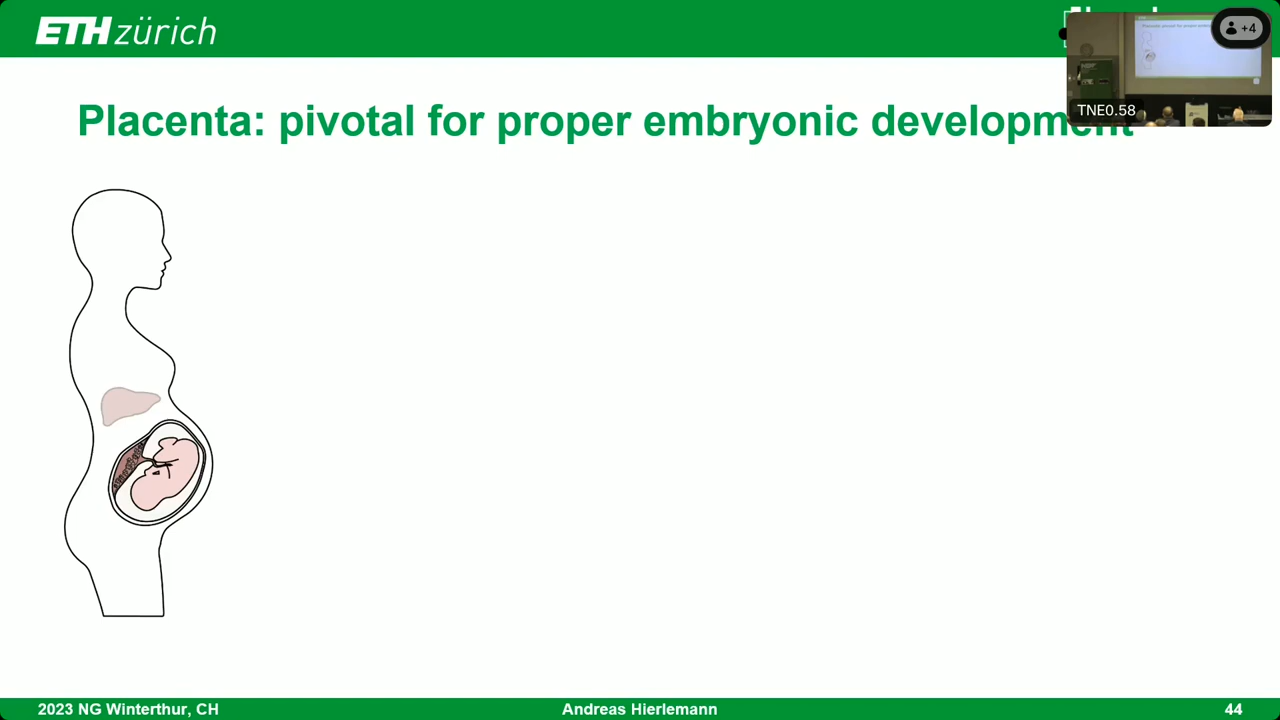 ETH zürich
+4
TNE0.58
Placenta: pivotal for proper embryonic development
2023 NG Winterthur, CH
Andreas Hierlemann
44